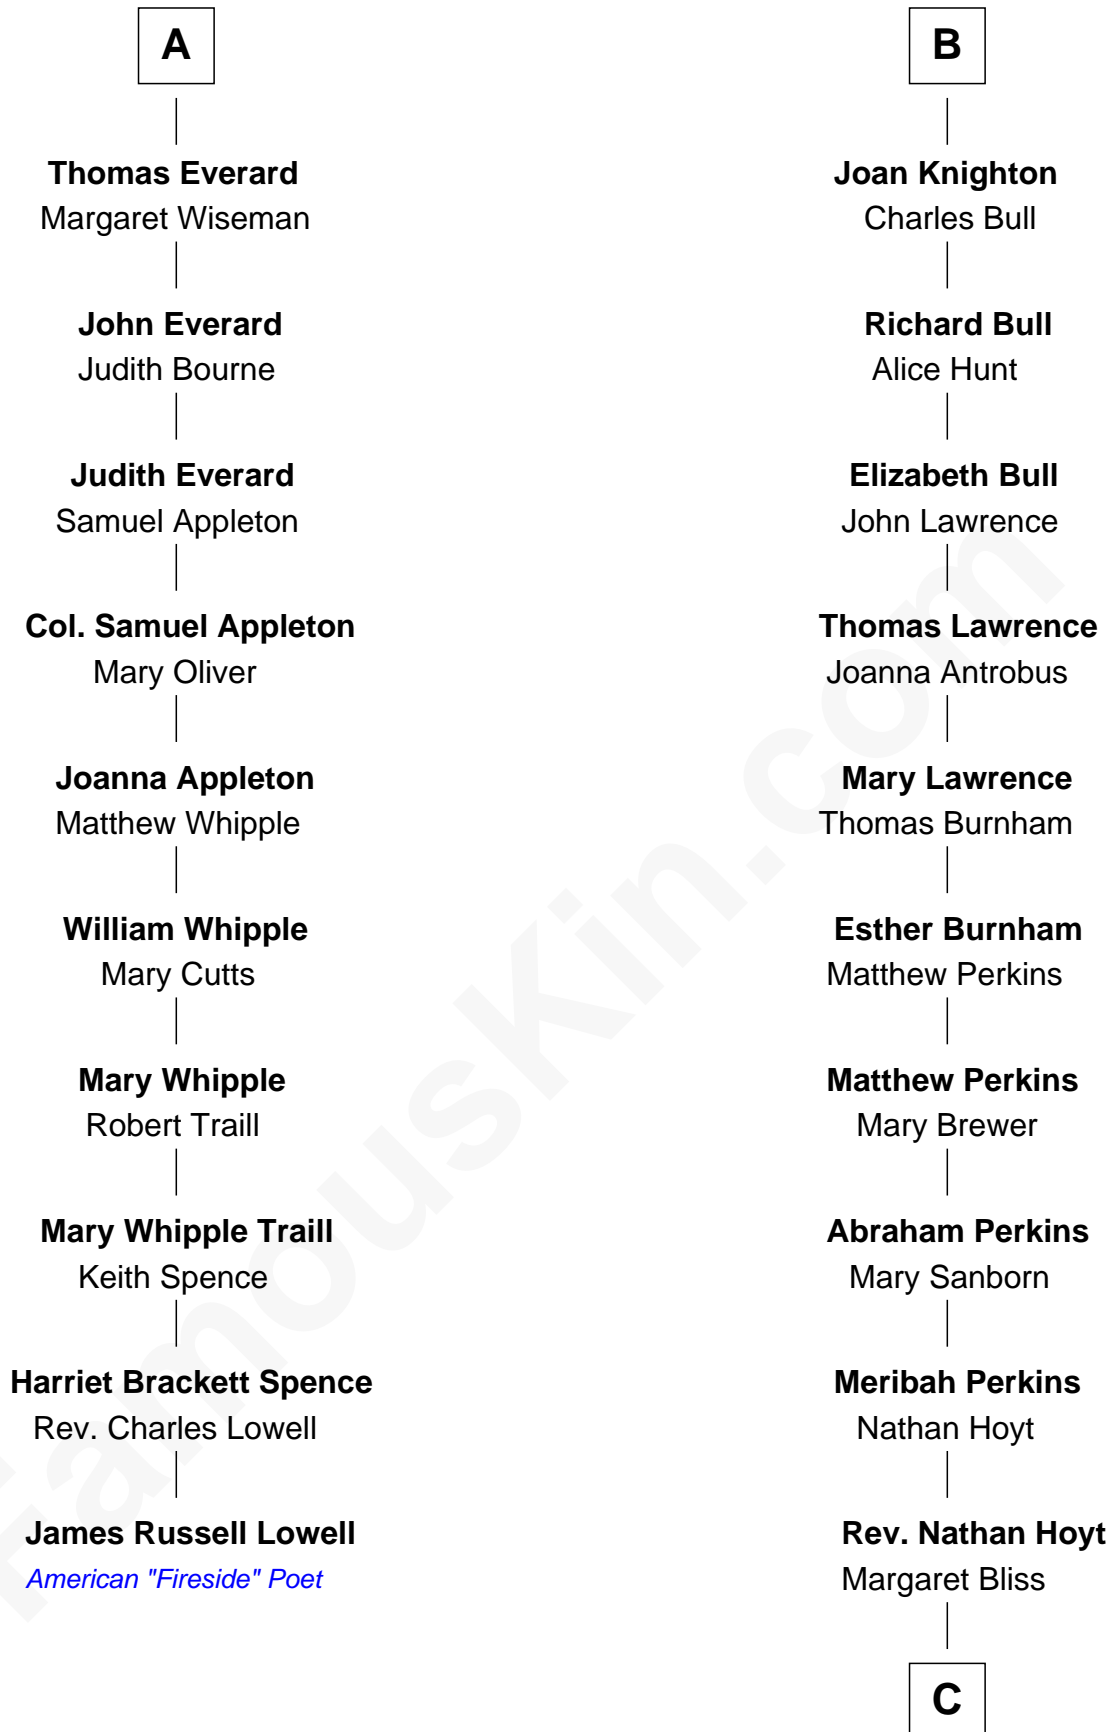 A
Thomas Everard
Margaret Wiseman
John Everard
Judith Bourne
Judith Everard
Samuel Appleton
Col. Samuel Appleton
Mary Oliver
Joanna Appleton
Matthew Whipple
William Whipple
Mary Cutts
Mary Whipple
Robert Traill
Mary Whipple Traill
Keith Spence
Harriet Brackett Spence
Rev. Charles Lowell
James Russell Lowell
American "Fireside" Poet
B
Joan Knighton
Charles Bull
Richard Bull
Alice Hunt
Elizabeth Bull
John Lawrence
Thomas Lawrence
Joanna Antrobus
Mary Lawrence
Thomas Burnham
Esther Burnham
Matthew Perkins
Matthew Perkins
Mary Brewer
Abraham Perkins
Mary Sanborn
Meribah Perkins
Nathan Hoyt
Rev. Nathan Hoyt
Margaret Bliss
C
FamousKin.com